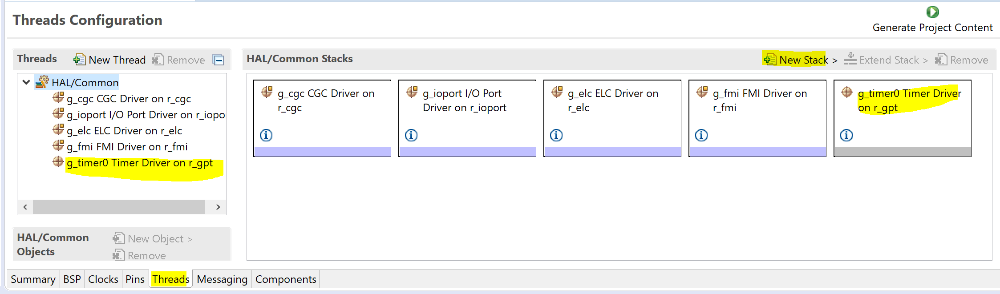 Threads Configuration
Generate Project Content
Threads New Thread Remove
HAL/Common
g_cgc CGC Driver on r_cgc
g_ioport I/O Port Driver on r_iopo
g_elc ELC Driver on r_elc
g_fmi FMI Driver on r_fmi
g_timer0 Timer Driver on r_gpt
HAL/Common
Objects
New Object >
Remove
HAL/Common Stacks New Stack > Extend Stack > Remove
g_cgc CGC Driver on
r_cgc
g_ioport I/O Port
Driver on r_ioport
g_elc ELC Driver on
r_elc
g_fmi FMI Driver on
r_fmi
g_timer0 Timer Driver
on r_gpt
Summary BSP Clocks Pins Threads Messaging Components